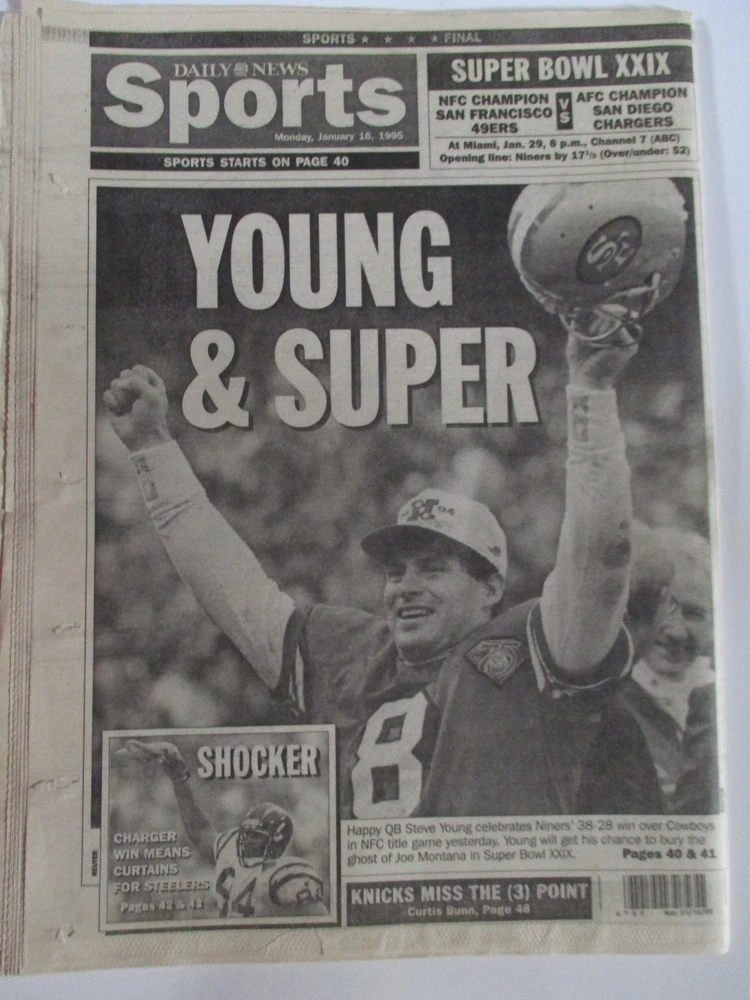 SPORTS ★ ★ ★ ★ FINAL
DAILY NEWS
Sports
Monday, January 16, 1995
SPORTS STARTS ON PAGE 40
SUPER BOWL XXIX
NFC CHAMPION
SAN FRANCISCO
49ERS
VS
AFC CHAMPION
SAN DIEGO
CHARGERS
At Miami, Jan. 29, 6 p.m., Channel 7 (ABC)
Opening line: Niners by 17½ (Over/under: 52)
YOUNG
& SUPER
SF
'94
8
SHOCKER
CHARGER
WIN MEANS
CURTAINS
FOR STEELERS
Pages 42 & 43
54
REUTER
Happy QB Steve Young celebrates Niners' 38-28 win over Cowboys
in NFC title game yesterday. Young will get his chance to bury the
ghost of Joe Montana in Super Bowl XXIX. Pages 40 & 41
KNICKS MISS THE (3) POINT
Curtis Bunn, Page 48